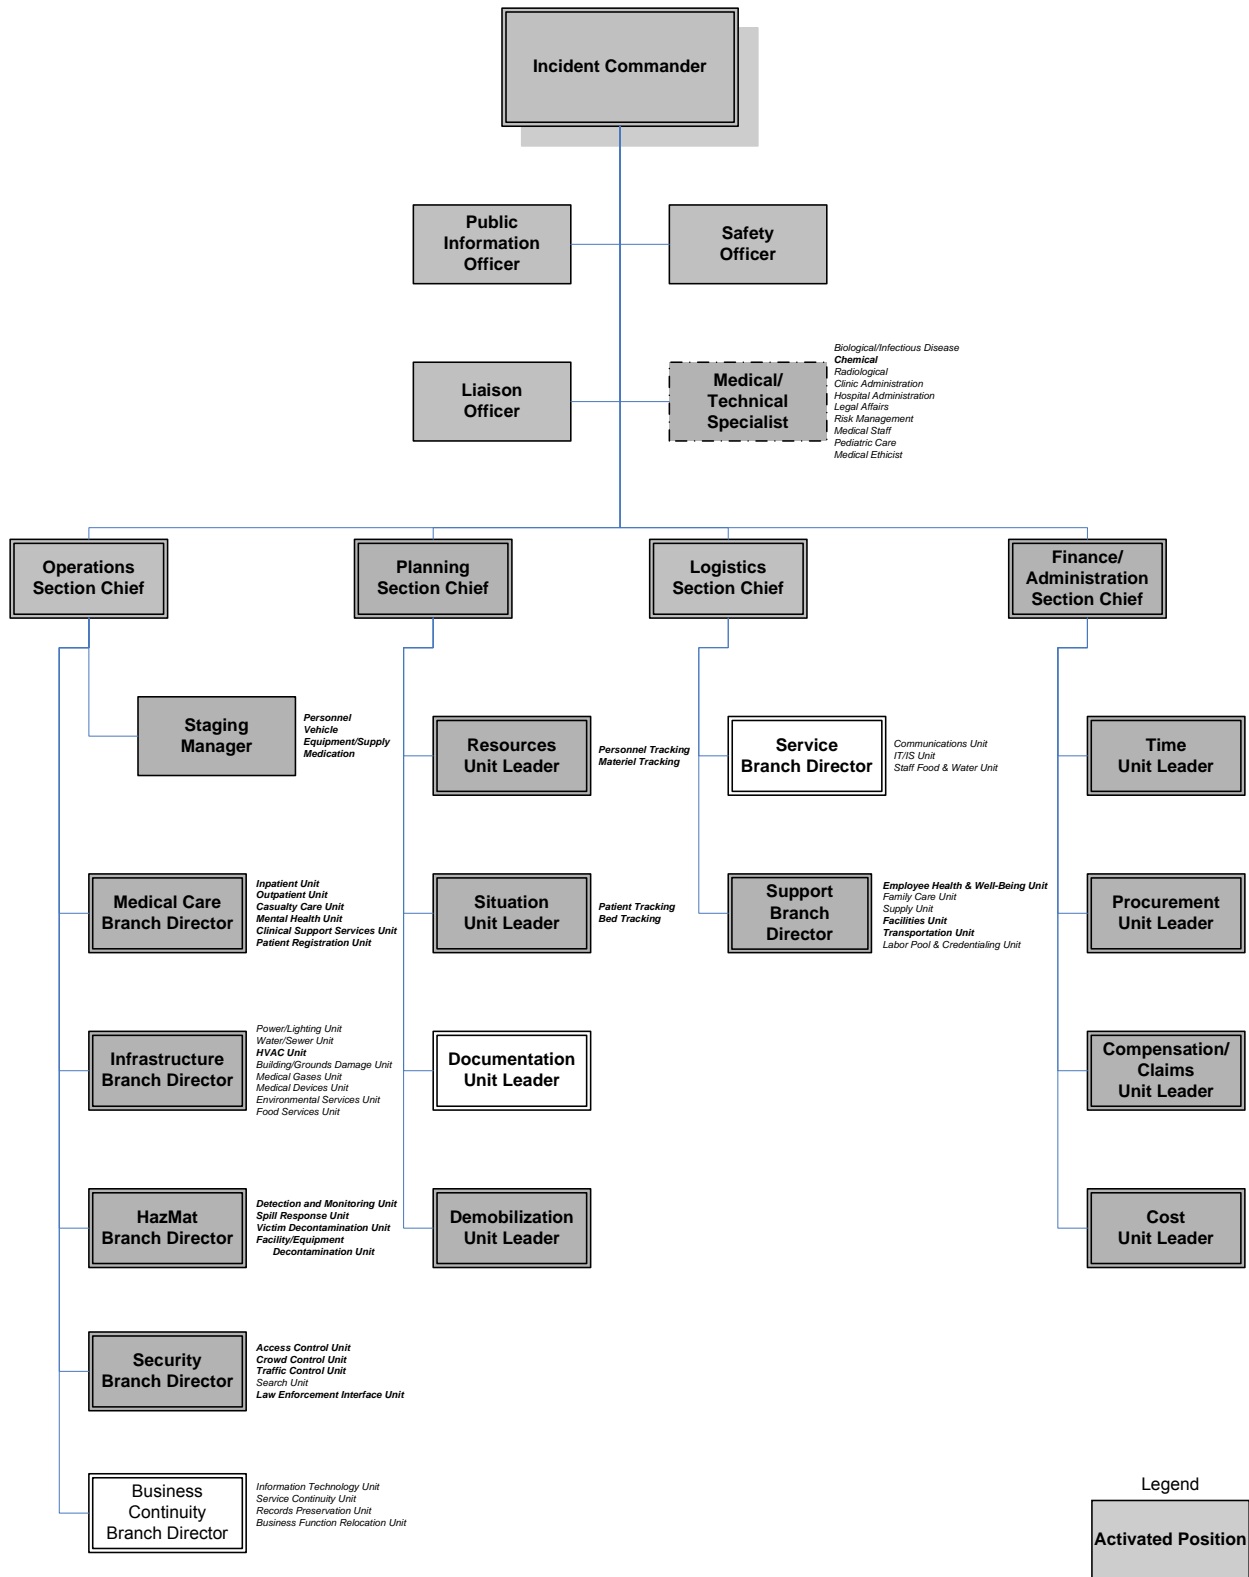 Incident Commander
Public
Information
Officer
Safety
Officer
Liaison
Officer
Medical/
Technical
Specialist
Biological/Infectious Disease
Chemical
Radiological
Clinic Administration
Hospital Administration
Legal Affairs
Risk Management
Medical Staff
Pediatric Care
Medical Ethicist
Operations
Section Chief
Planning
Section Chief
Logistics
Section Chief
Finance/
Administration
Section Chief
Staging
Manager
Personnel
Vehicle
Equipment/Supply
Medication
Resources
Unit Leader
Personnel Tracking
Materiel Tracking
Service
Branch Director
Communications Unit
IT/IS Unit
Staff Food & Water Unit
Time
Unit Leader
Medical Care
Branch Director
Inpatient Unit
Outpatient Unit
Casualty Care Unit
Mental Health Unit
Clinical Support Services Unit
Patient Registration Unit
Situation
Unit Leader
Patient Tracking
Bed Tracking
Support
Branch
Director
Employee Health & Well-Being Unit
Family Care Unit
Supply Unit
Facilities Unit
Transportation Unit
Labor Pool & Credentialing Unit
Procurement
Unit Leader
Infrastructure
Branch Director
Power/Lighting Unit
Water/Sewer Unit
HVAC Unit
Building/Grounds Damage Unit
Medical Gases Unit
Medical Devices Unit
Environmental Services Unit
Food Services Unit
Documentation
Unit Leader
Compensation/
Claims
Unit Leader
HazMat
Branch Director
Detection and Monitoring Unit
Spill Response Unit
Victim Decontamination Unit
Facility/Equipment
Decontamination Unit
Demobilization
Unit Leader
Cost
Unit Leader
Security
Branch Director
Access Control Unit
Crowd Control Unit
Traffic Control Unit
Search Unit
Law Enforcement Interface Unit
Business
Continuity
Branch Director
Information Technology Unit
Service Continuity Unit
Records Preservation Unit
Business Function Relocation Unit
Legend
Activated Position